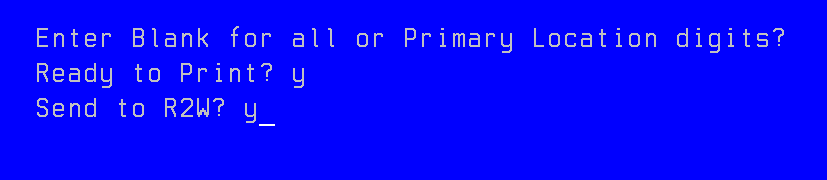 Enter Blank for all or Primary Location digits?
Ready to Print? y
Send to R2W? y_